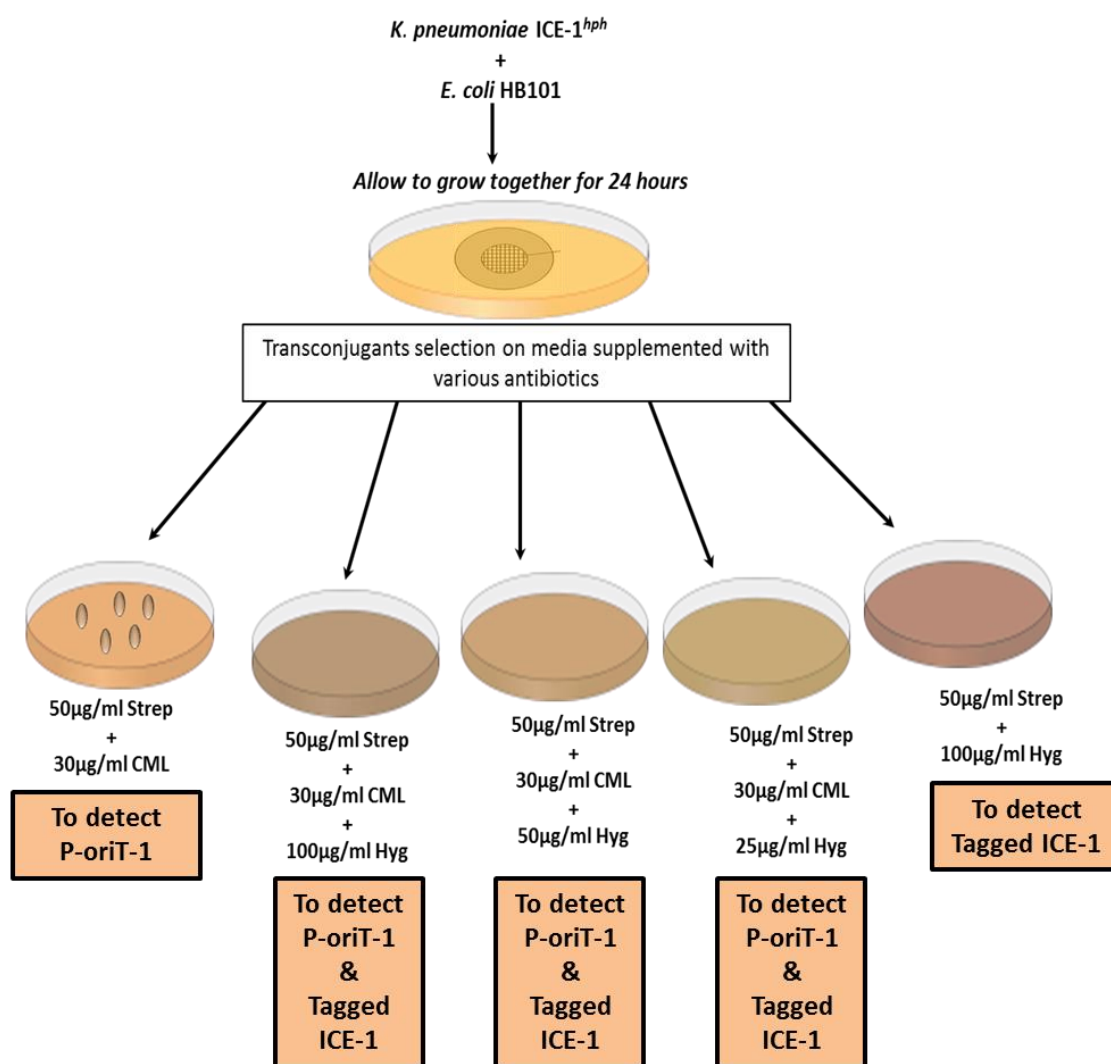 K. pneumoniae ICE-1hph
+
E. coli HB101
Allow to grow together for 24 hours
Transconjugants selection on media supplemented with
various antibiotics
50µg/ml Strep
+
30µg/ml CML
To detect
P-oriT-1
50µg/ml Strep
+
30µg/ml CML
+
100µg/ml Hyg
To detect
P-oriT-1
&
Tagged
ICE-1
50µg/ml Strep
+
30µg/ml CML
+
50µg/ml Hyg
To detect
P-oriT-1
&
Tagged
ICE-1
50µg/ml Strep
+
30µg/ml CML
+
25µg/ml Hyg
To detect
P-oriT-1
&
Tagged
ICE-1
50µg/ml Strep
+
100µg/ml Hyg
To detect
Tagged ICE-1